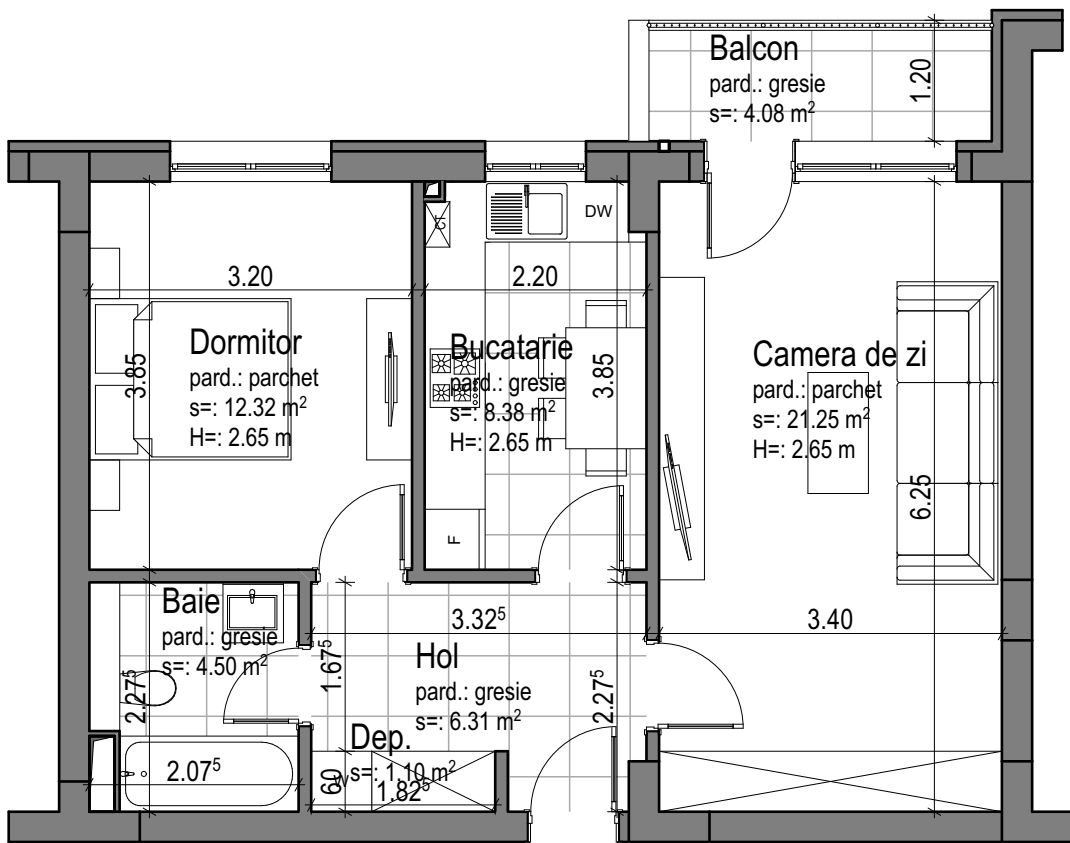 Balcon
pard.: gresie
s=: 4.08 m²
1.20
DW
CT
3.20
2.20
Dormitor
pard.: parchet
s=: 12.32 m²
H=: 2.65 m
3.85
Bucatarie
pard.: gresie
s=: 8.38 m²
H=: 2.65 m
3.85
Camera de zi
pard.: parchet
s=: 21.25 m²
H=: 2.65 m
6.25
F
Baie
pard.: gresie
s=: 4.50 m²
2.27⁵
2.07⁵
3.32⁵
1.67⁵
Hol
pard.: gresie
s=: 6.31 m²
2.27⁵
3.40
Dep.
s=: 1.10 m²
60
1.82⁵